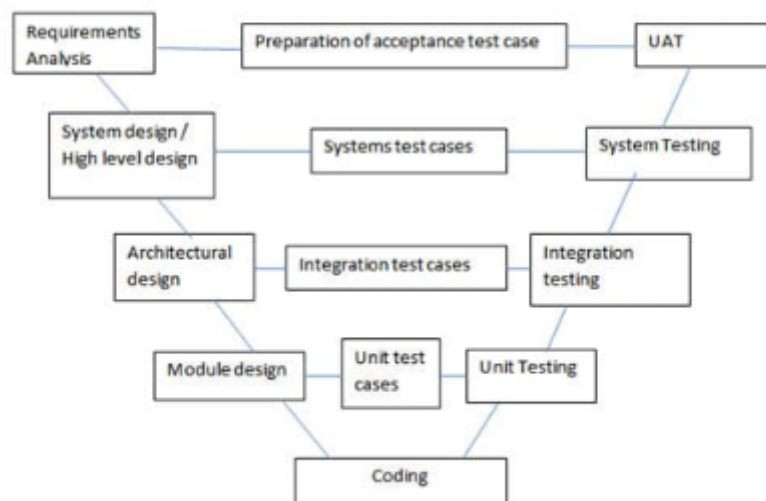 Requirements
Analysis
Preparation of acceptance test case
UAT
System design /
High level design
Systems test cases
System Testing
Architectural
design
Integration test cases
Integration
testing
Module design
Unit test
cases
Unit Testing
Coding